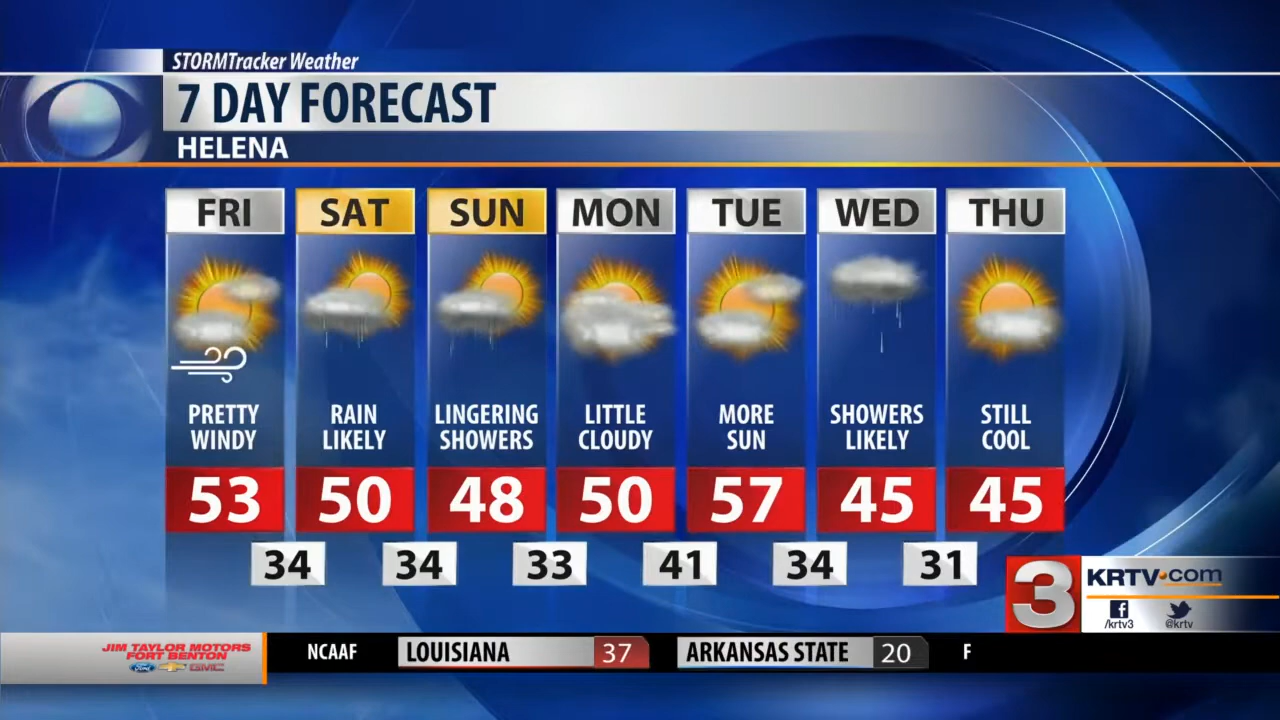 STORMTracker Weather
7 DAY FORECAST
HELENA
FRI SAT SUN MON TUE WED THU
PRETTY WINDY
RAIN LIKELY
LINGERING SHOWERS
LITTLE CLOUDY
MORE SUN
SHOWERS LIKELY
STILL COOL
53 50 48 50 57 45 45
34 34 33 41 34 31
3
KRTV.com
/krtv3 @krtv
JIM TAYLOR MOTORS
FORT BENTON
Ford GMC
NCAAF LOUISIANA 37 ARKANSAS STATE 20 F